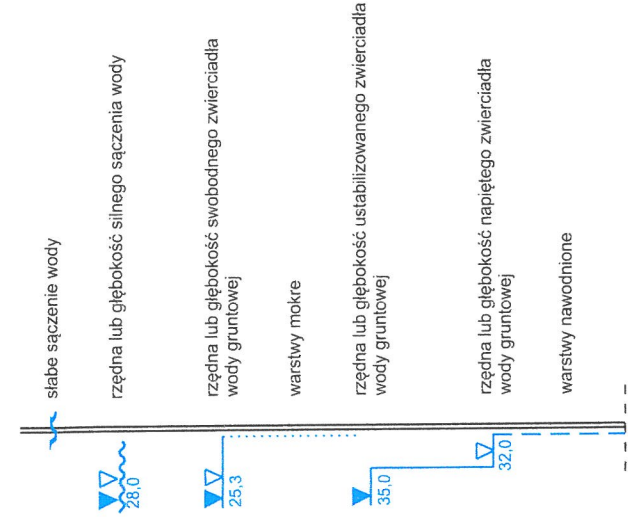 słabe sączenie wody
28,0
rzędna lub głębokość silnego sączenia wody
25,3
rzędna lub głębokość swobodnego zwierciadła
wody gruntowej
warstwy mokre
35,0
rzędna lub głębokość ustabilizowanego zwierciadła
wody gruntowej
32,0
rzędna lub głębokość napiętego zwierciadła
wody gruntowej
warstwy nawodnione